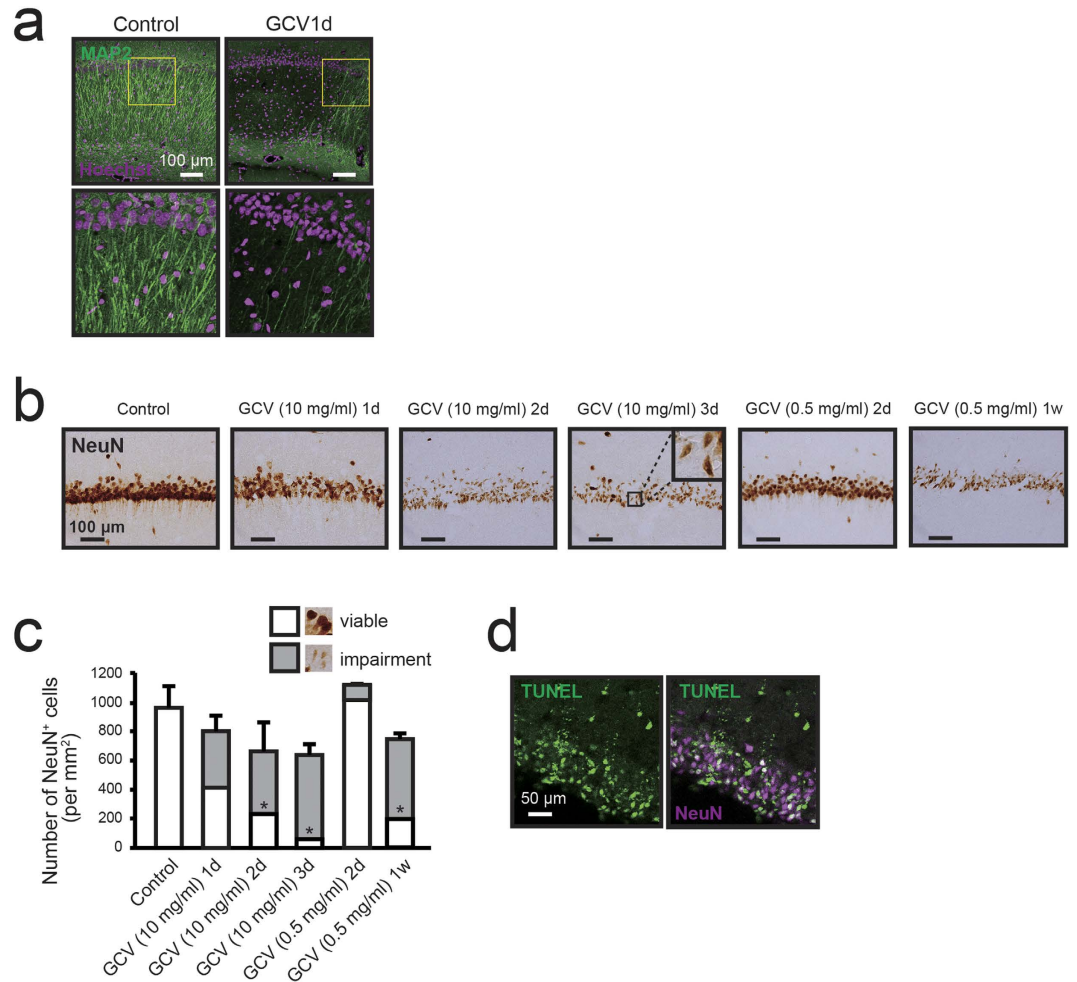 a
Control
GCV1d
MAP2
Hoechst
100 µm
b
Control
GCV (10 mg/ml) 1d
GCV (10 mg/ml) 2d
GCV (10 mg/ml) 3d
GCV (0.5 mg/ml) 2d
GCV (0.5 mg/ml) 1w
NeuN
100 µm
c
viable
impairment
Number of NeuN⁺ cells
(per mm²)
1200
1000
800
600
400
200
0
*
*
*
Control
GCV (10 mg/ml) 1d
GCV (10 mg/ml) 2d
GCV (10 mg/ml) 3d
GCV (0.5 mg/ml) 2d
GCV (0.5 mg/ml) 1w
d
TUNEL
50 µm
TUNEL
NeuN